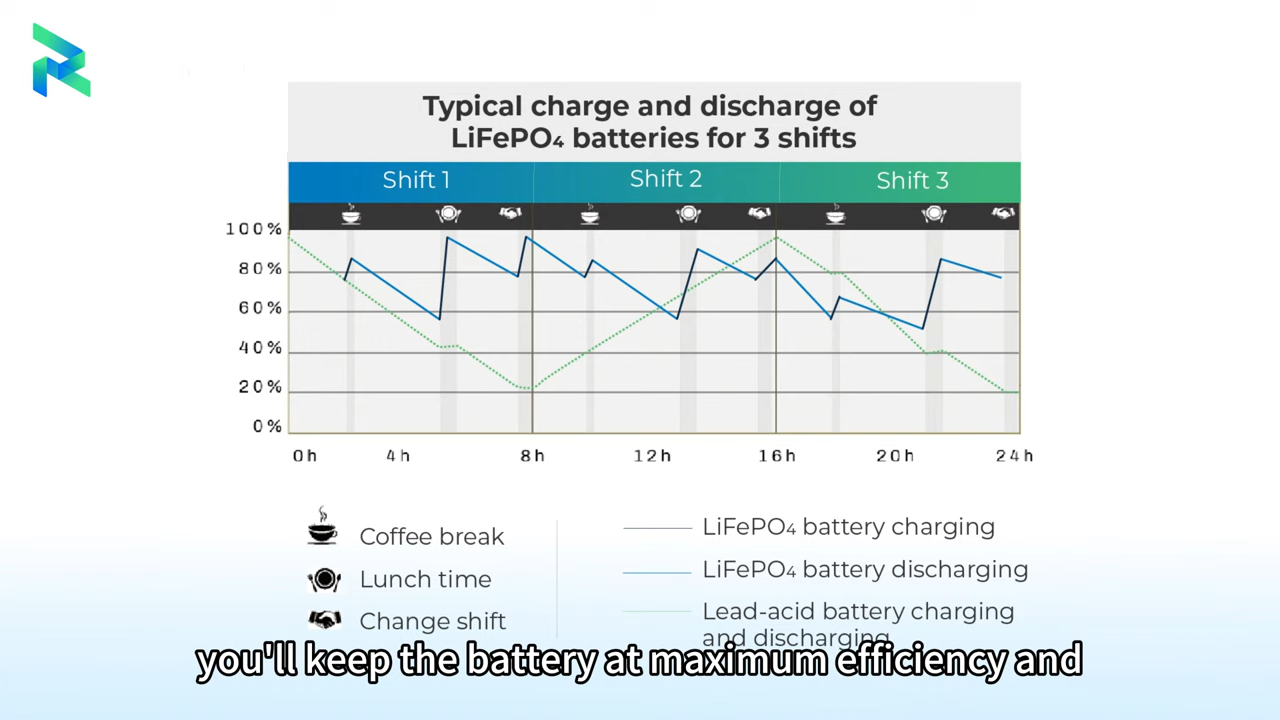 Typical charge and discharge of
LiFePO₄ batteries for 3 shifts
Shift 1 Shift 2 Shift 3
100%
80%
60%
40%
20%
0%
0h 4h 8h 12h 16h 20h 24h
Coffee break
Lunch time
Change shift
LiFePO₄ battery charging
LiFePO₄ battery discharging
Lead-acid battery charging
and discharging
you'll keep the battery at maximum efficiency and